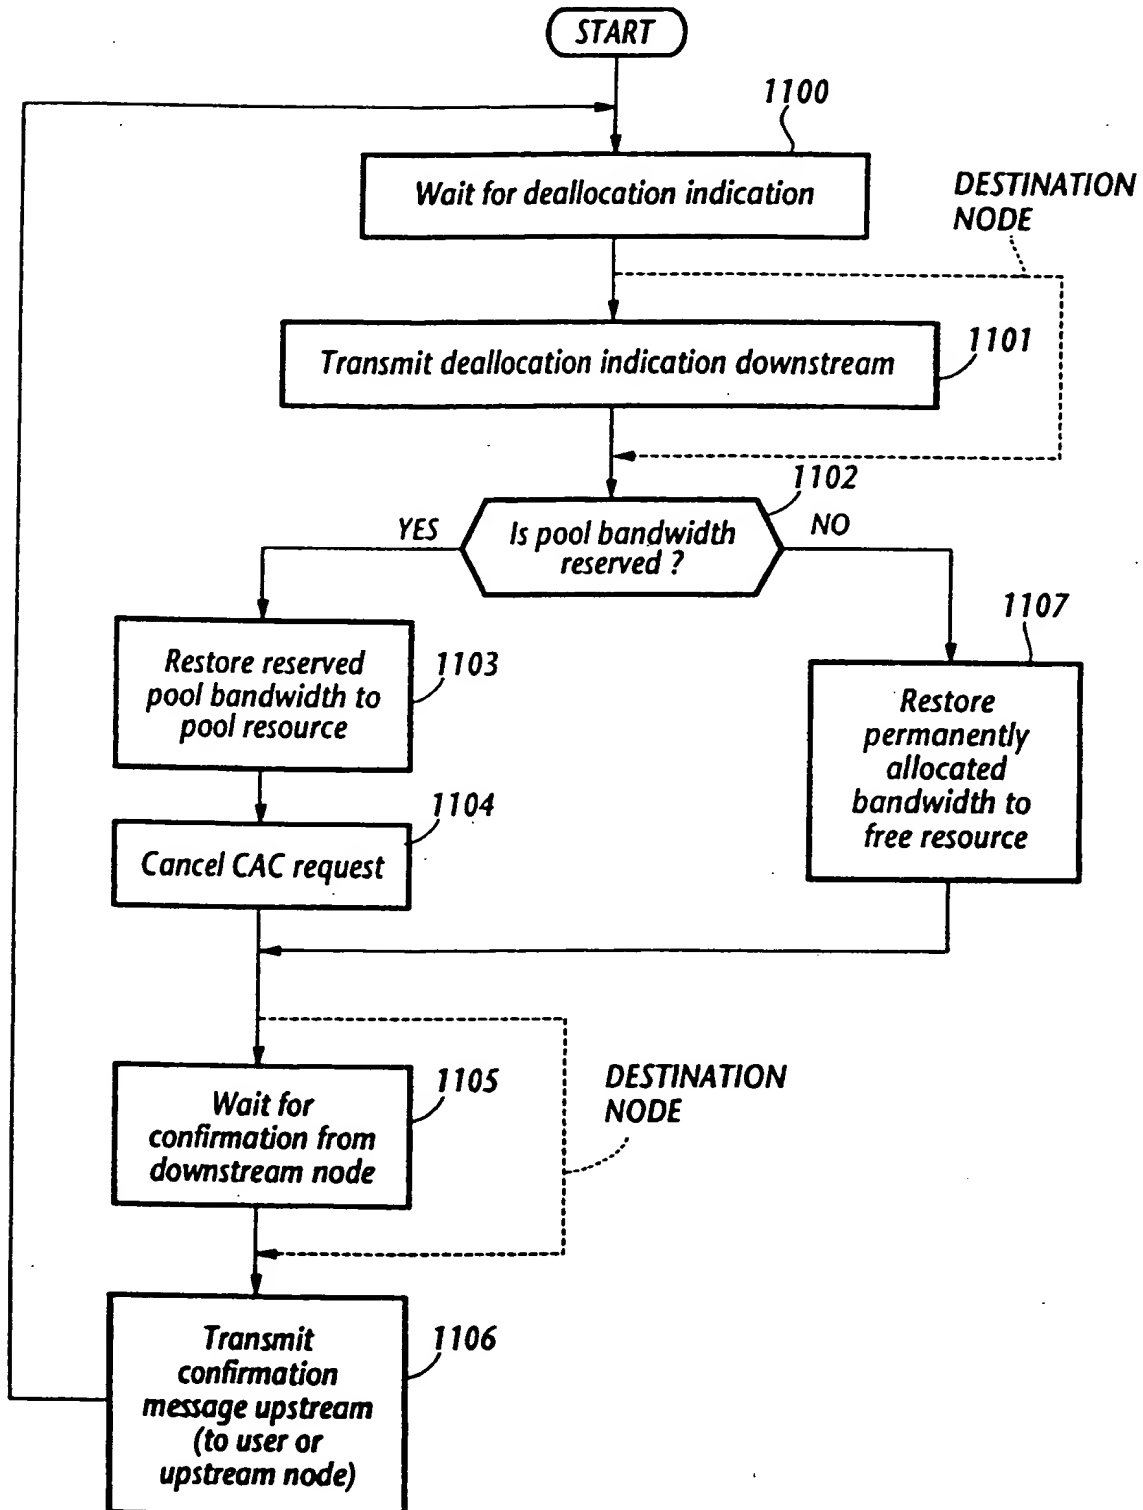 START
1100
Wait for deallocation indication
DESTINATION
NODE
1101
Transmit deallocation indication downstream
1102
YES
Is pool bandwidth
reserved ?
NO
1107
Restore reserved
pool bandwidth to
pool resource
1103
Restore
permanently
allocated
bandwidth to
free resource
1104
Cancel CAC request
1105
Wait for
confirmation from
downstream node
DESTINATION
NODE
1106
Transmit
confirmation
message upstream
(to user or
upstream node)